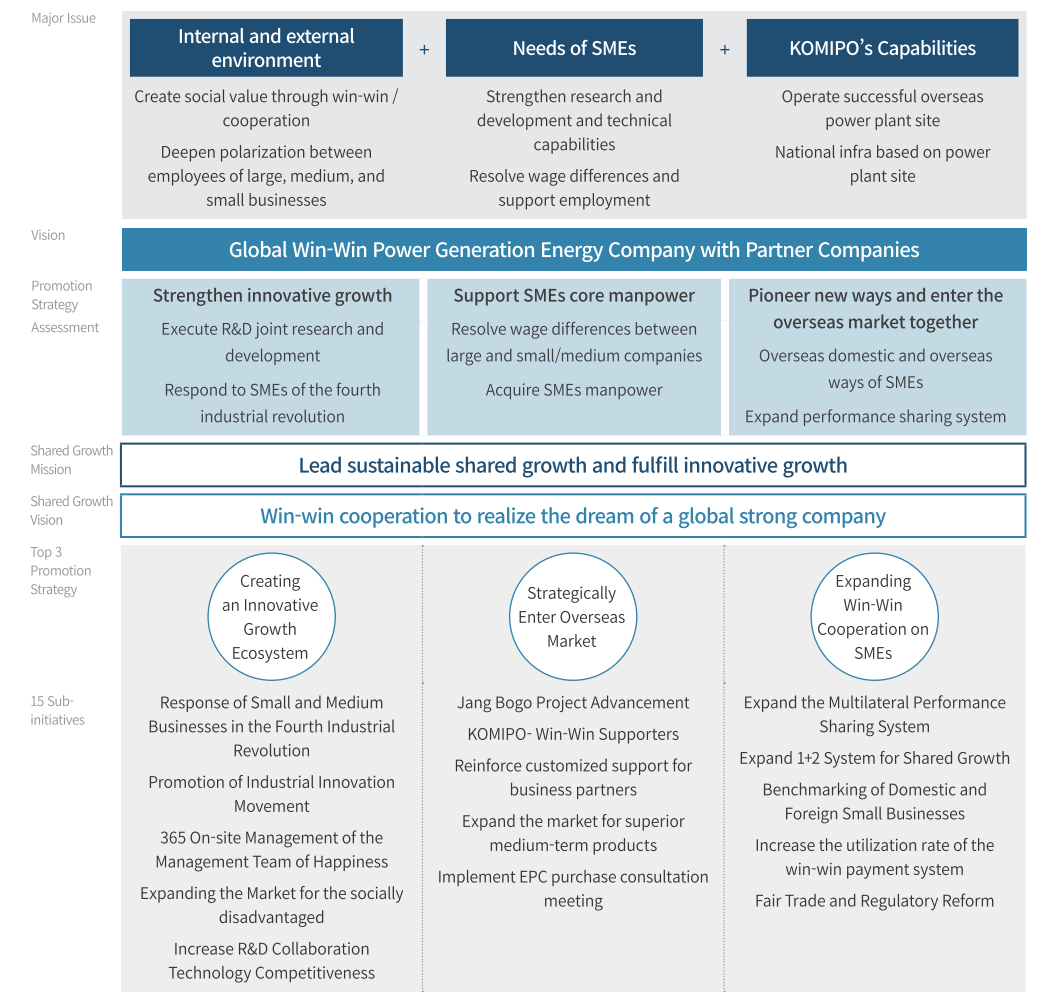 Major Issue
Internal and external
environment
+
Needs of SMEs
+
KOMIPO's Capabilities
Create social value through win-win /
cooperation
Deepen polarization between
employees of large, medium, and
small businesses
Strengthen research and
development and technical
capabilities
Resolve wage differences and
support employment
Operate successful overseas
power plant site
National infra based on power
plant site
Vision
Global Win-Win Power Generation Energy Company with Partner Companies
Promotion
Strategy
Assessment
Strengthen innovative growth
Execute R&D joint research and
development
Respond to SMEs of the fourth
industrial revolution
Support SMEs core manpower
Resolve wage differences between
large and small/medium companies
Acquire SMEs manpower
Pioneer new ways and enter the
overseas market together
Overseas domestic and overseas
ways of SMEs
Expand performance sharing system
Shared Growth
Mission
Lead sustainable shared growth and fulfill innovative growth
Shared Growth
Vision
Win-win cooperation to realize the dream of a global strong company
Top 3
Promotion
Strategy
Creating
an Innovative
Growth
Ecosystem
Strategically
Enter Overseas
Market
Expanding
Win-Win
Cooperation on
SMEs
15 Sub-
initiatives
Response of Small and Medium
Businesses in the Fourth Industrial
Revolution
Promotion of Industrial Innovation
Movement
365 On-site Management of the
Management Team of Happiness
Expanding the Market for the socially
disadvantaged
Increase R&D Collaboration
Technology Competitiveness
Jang Bogo Project Advancement
KOMIPO- Win-Win Supporters
Reinforce customized support for
business partners
Expand the market for superior
medium-term products
Implement EPC purchase consultation
meeting
Expand the Multilateral Performance
Sharing System
Expand 1+2 System for Shared Growth
Benchmarking of Domestic and
Foreign Small Businesses
Increase the utilization rate of the
win-win payment system
Fair Trade and Regulatory Reform